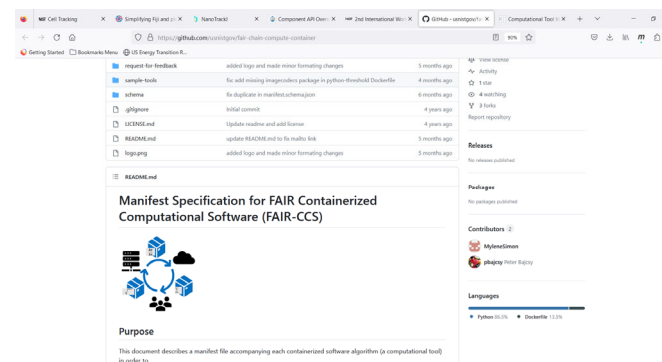 Cell Tracking
Simplifying Fiji and
NanoTrackJ
Component API Over
2nd International Wor
GitHub - usnistgov/fa
Computational Tool
https://github.com/usnistgov/fair-chain-compute-container
90%
Getting Started
Bookmarks Menu
US Energy Transition R...
request-for-feedback added logo and made minor formating changes 5 months ago
sample-tools fix: add missing imagecodecs package in python-threshold Dockerfile 4 months ago
schema fix duplicate in manifest.schema.json 6 months ago
.gitignore Initial commit 4 years ago
LICENSE.md Update readme and add license 4 years ago
README.md update README.md to fix mailto link 5 months ago
logo.png added logo and made minor formating changes 5 months ago
README.md
Manifest Specification for FAIR Containerized
Computational Software (FAIR-CCS)
Purpose
This document describes a manifest file accompanying each containerized software algorithm (a computational tool)
in order to
View license
Activity
1 star
4 watching
3 forks
Report repository
Releases
No releases published
Packages
No packages published
Contributors 2
MyleneSimon
pbajcsy Peter Bajcsy
Languages
Python 86.5% Dockerfile 13.5%